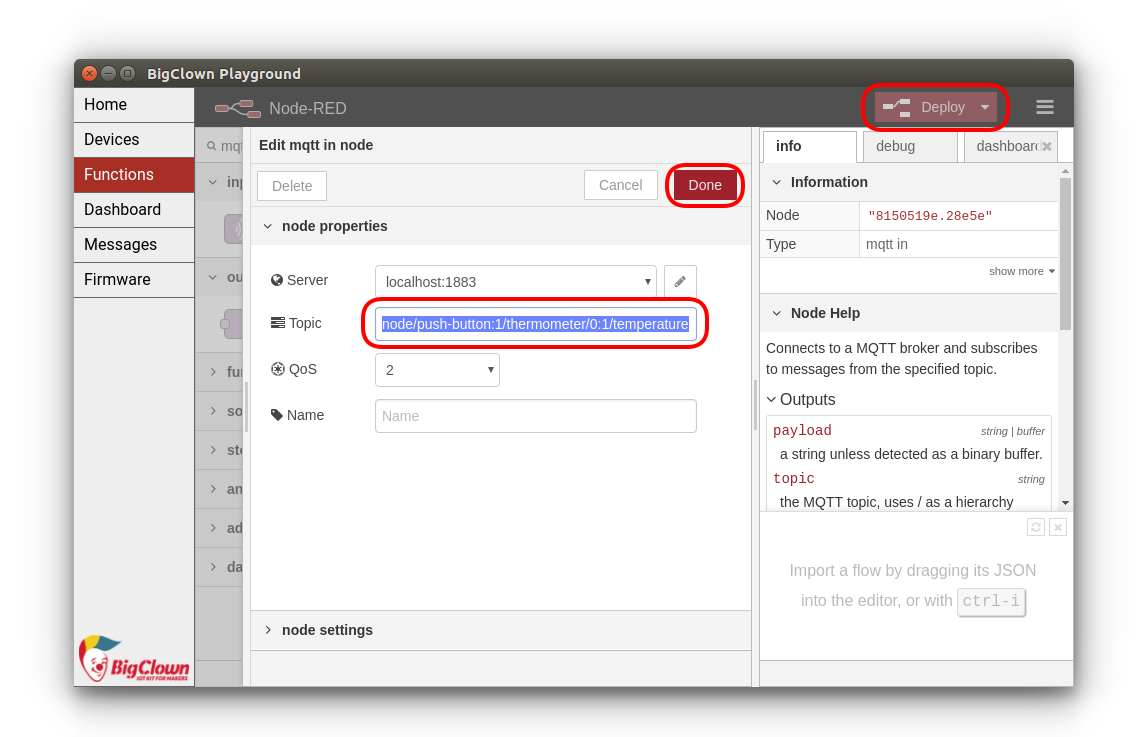 BigClown Playground
Home
Devices
Functions
Dashboard
Messages
Firmware
BigClown
IOT KIT FOR MAKERS
Node-RED
Deploy
mqt
inp
ou
fun
so
sto
an
ad
da
Edit mqtt in node
Delete
Cancel
Done
node properties
Server
localhost:1883
Topic
node/push-button:1/thermometer/0:1/temperature
QoS
2
Name
Name
node settings
info
debug
dashboard
Information
Node
"8150519e.28e5e"
Type
mqtt in
show more
Node Help
Connects to a MQTT broker and subscribes
to messages from the specified topic.
Outputs
payload
string | buffer
a string unless detected as a binary buffer.
topic
string
the MQTT topic, uses / as a hierarchy
Import a flow by dragging its JSON
into the editor, or with ctrl-i